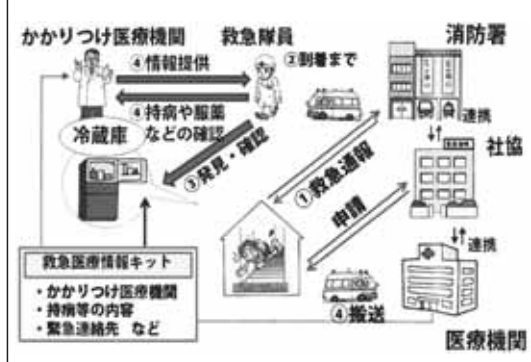 かかりつけ医療機関
救急隊員
消防署
④情報提供
②到着まで
④持病や服薬
などの確認
冷蔵庫
連携
社協
③発見・確認
①救急通報
申請
連携
救急医療情報キット
・かかりつけ医療機関
・持病等の内容
・緊急連絡先 など
④搬送
医療機関